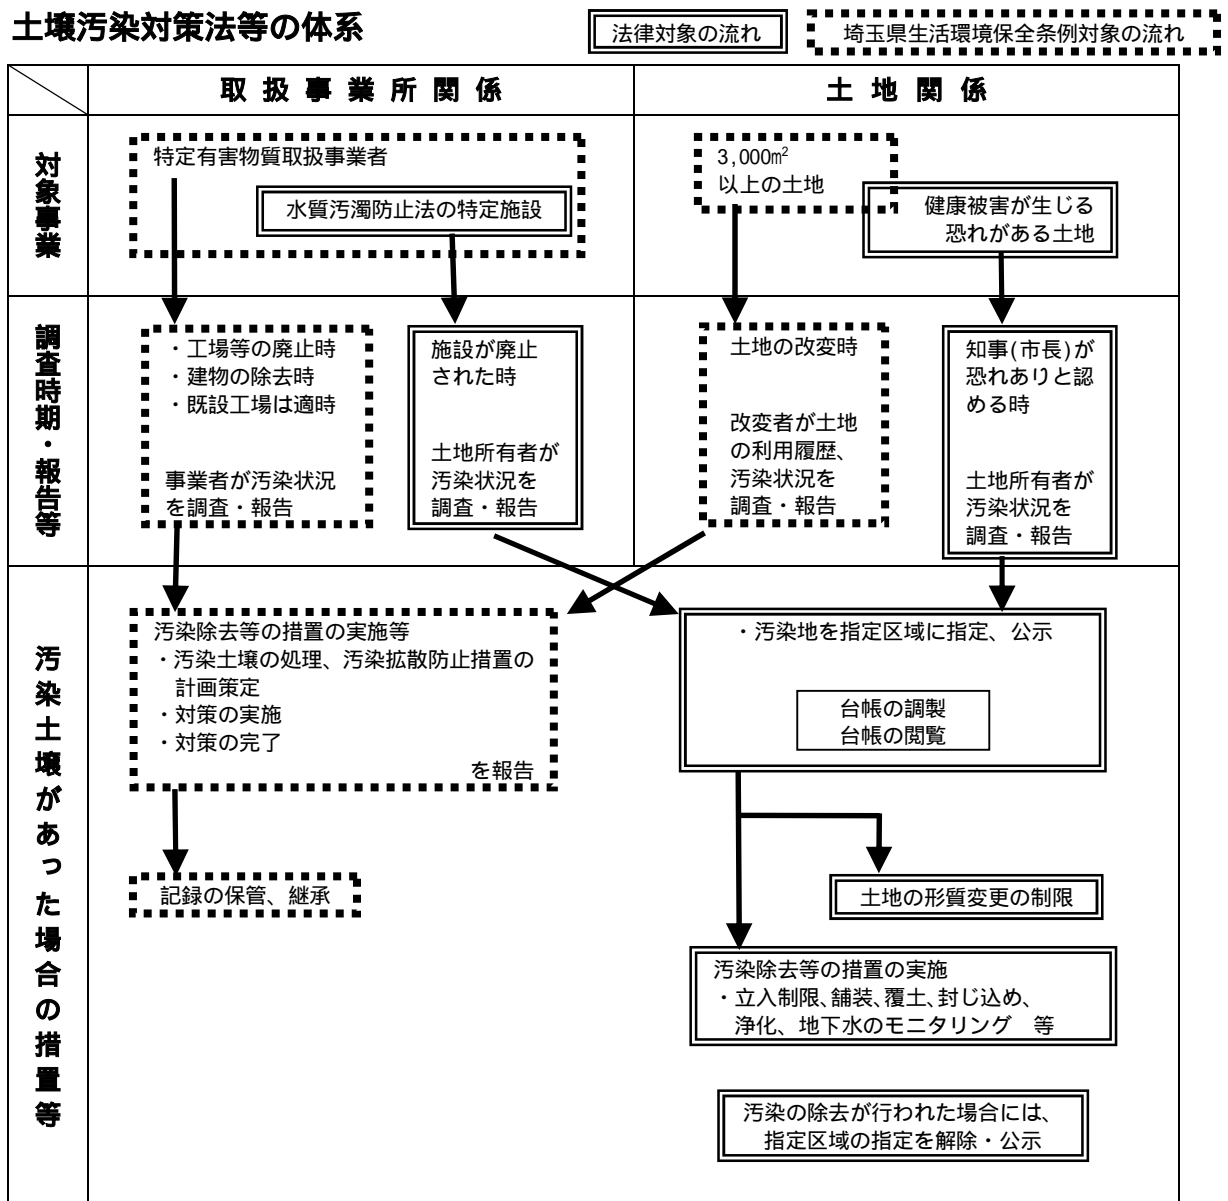 土壌汚染対策法等の体系
法律対象の流れ
埼玉県生活環境保全条例対象の流れ
取扱事業所関係
土地関係
対象事業
特定有害物質取扱事業者
水質汚濁防止法の特定施設
3,000㎡
以上の土地
健康被害が生じる
恐れがある土地
調査時期・報告等
・工場等の廃止時
・建物の除去時
・既設工場は適時
事業者が汚染状況
を調査・報告
施設が廃止
された時
土地所有者が
汚染状況を
調査・報告
土地の改変時
改変者が土地
の利用履歴、
汚染状況を
調査・報告
知事(市長)が
恐れありと認
める時
土地所有者が
汚染状況を
調査・報告
汚染土壌があった場合の措置等
汚染除去等の措置の実施等
・汚染土壌の処理、汚染拡散防止措置の
計画策定
・対策の実施
・対策の完了
を報告
・汚染地を指定区域に指定、公示
台帳の調製
台帳の閲覧
記録の保管、継承
土地の形質変更の制限
汚染除去等の措置の実施
・立入制限、舗装、覆土、封じ込め、
浄化、地下水のモニタリング　等
汚染の除去が行われた場合には、
指定区域の指定を解除・公示